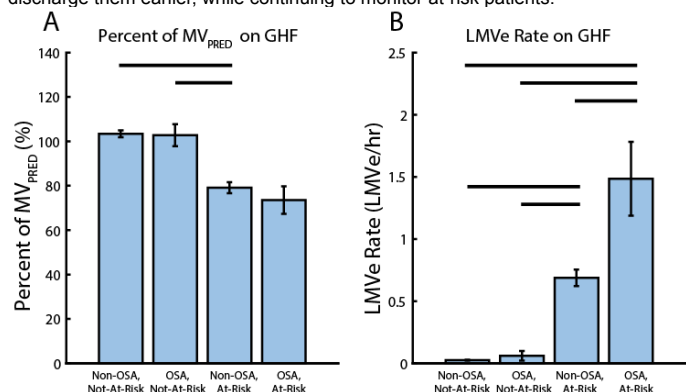 discharge them earlier, while continuing to monitor at-risk patients.
A
Percent of MVPRED on GHF
Percent of MVPRED (%)
140
120
100
80
60
40
20
0
Non-OSA,
Not-At-Risk
OSA,
Not-At-Risk
Non-OSA,
At-Risk
OSA,
At-Risk
B
LMVe Rate on GHF
LMVe Rate (LMVe/hr)
2.5
2
1.5
1
0.5
0
Non-OSA,
Not-At-Risk
OSA,
Not-At-Risk
Non-OSA,
At-Risk
OSA,
At-Risk